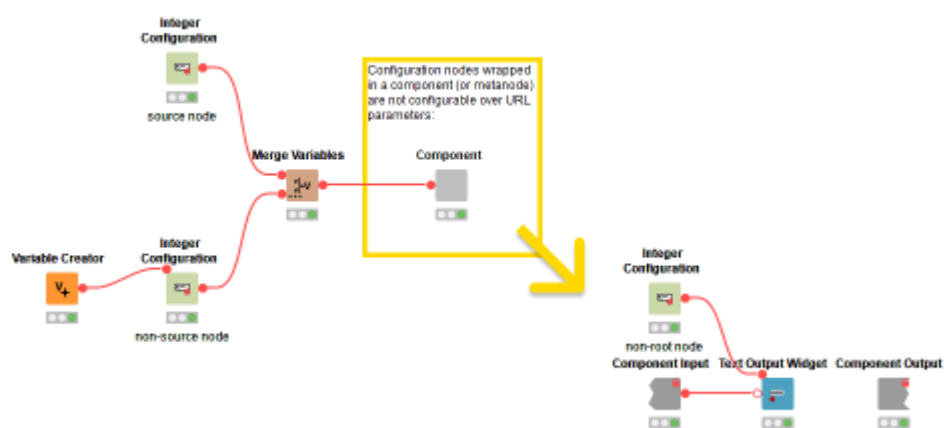 Integer
Configuration
source node
Configuration nodes wrapped
in a component (or metanode)
are not configurable over URL
parameters:
Merge Variables
Component
Variable Creator
V+
Integer
Configuration
non-source node
Integer
Configuration
non-root node
Component Input
Text Output Widget
Component Output